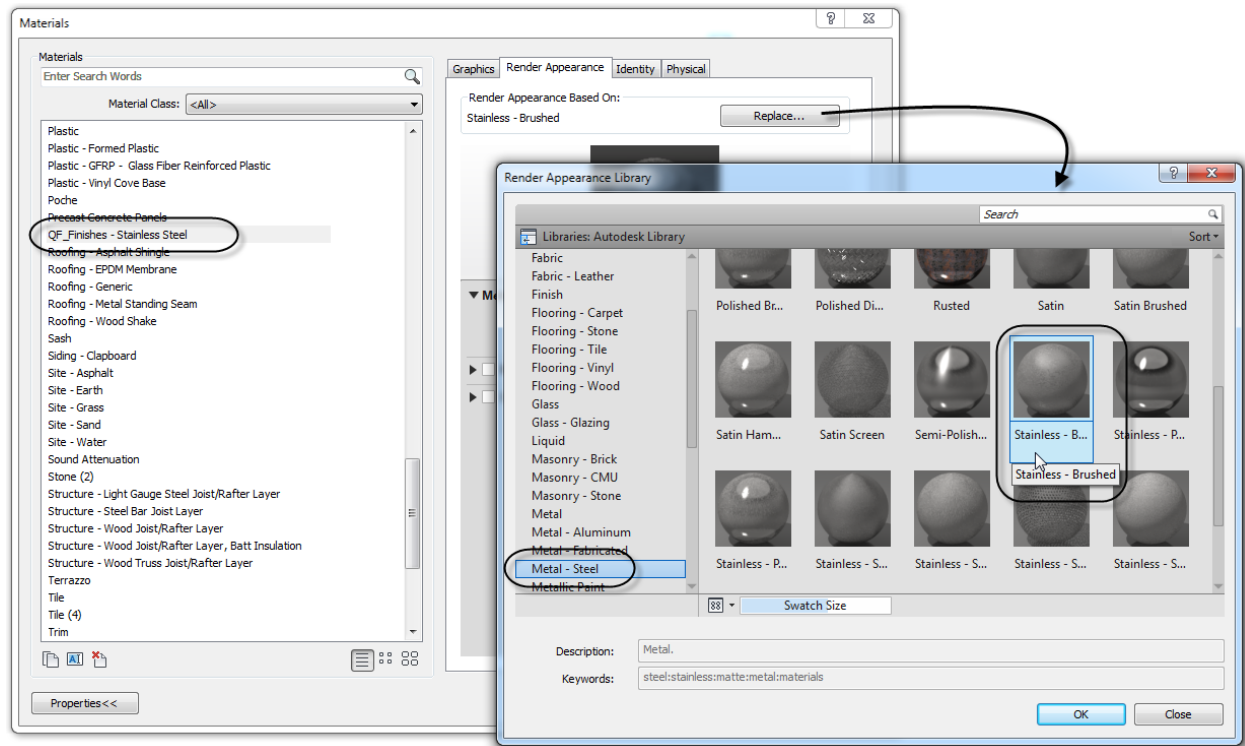 Materials
Materials
Enter Search Words
Material Class: <All>
Plastic
Plastic - Formed Plastic
Plastic - GFRP - Glass Fiber Reinforced Plastic
Plastic - Vinyl Cove Base
Poche
Precast Concrete Panels
QF_Finishes - Stainless Steel
Roofing - Asphalt Shingle
Roofing - EPDM Membrane
Roofing - Generic
Roofing - Metal Standing Seam
Roofing - Wood Shake
Sash
Siding - Clapboard
Site - Asphalt
Site - Earth
Site - Grass
Site - Sand
Site - Water
Sound Attenuation
Stone (2)
Structure - Light Gauge Steel Joist/Rafter Layer
Structure - Steel Bar Joist Layer
Structure - Wood Joist/Rafter Layer
Structure - Wood Joist/Rafter Layer, Batt Insulation
Structure - Wood Truss Joist/Rafter Layer
Terrazzo
Tile
Tile (4)
Trim
Properties<<
Graphics Render Appearance Identity Physical
Render Appearance Based On:
Stainless - Brushed Replace...
Render Appearance Library
Search
Libraries: Autodesk Library Sort
Fabric
Fabric - Leather
Finish
Flooring - Carpet
Flooring - Stone
Flooring - Tile
Flooring - Vinyl
Flooring - Wood
Glass
Glass - Glazing
Liquid
Masonry - Brick
Masonry - CMU
Masonry - Stone
Metal
Metal - Aluminum
Metal - Fabricated
Metal - Steel
Metallic Paint
Polished Br... Polished Di... Rusted Satin Satin Brushed
Satin Ham... Satin Screen Semi-Polish... Stainless - B... Stainless - P...
Stainless - Brushed
Stainless - P... Stainless - S... Stainless - S... Stainless - S... Stainless - S...
Swatch Size
Description: Metal.
Keywords: steel:stainless:matte:metal:materials
OK Close